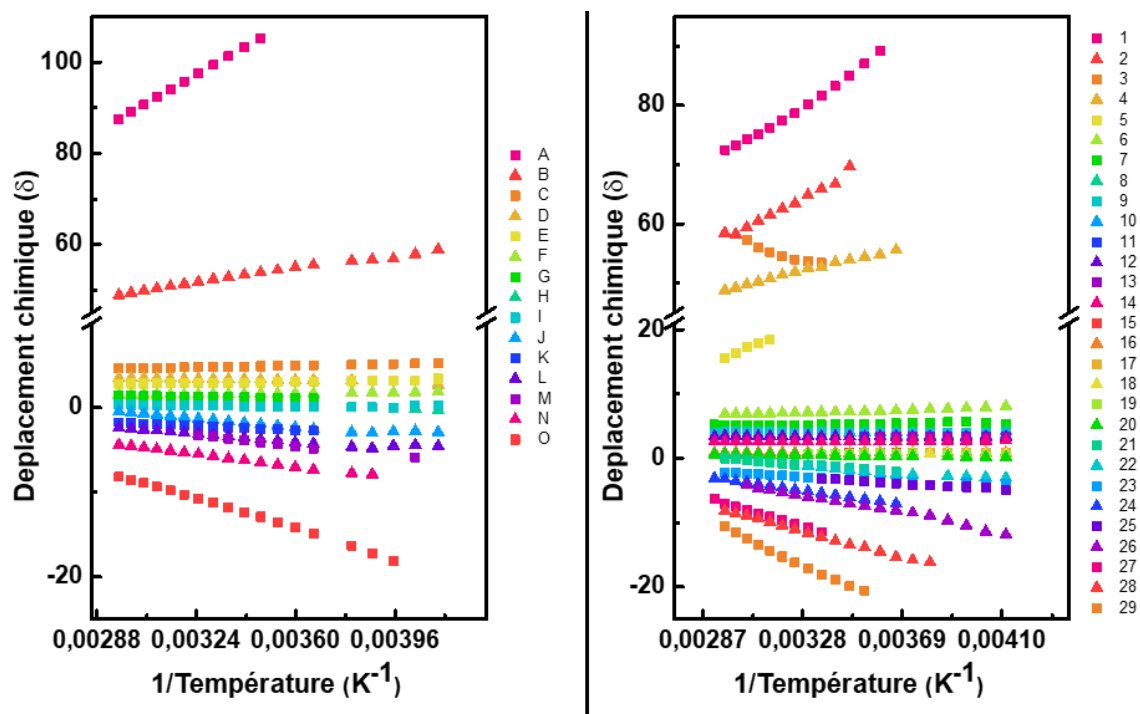 Deplacement chimique (δ)
100
80
60
0
-20
0,00288 0,00324 0,00360 0,00396
1/Température (K-1)
A
B
C
D
E
F
G
H
I
J
K
L
M
N
O
Deplacement chimique (δ)
80
60
20
0
-20
0,00287 0,00328 0,00369 0,00410
1/Température (K-1)
1
2
3
4
5
6
7
8
9
10
11
12
13
14
15
16
17
18
19
20
21
22
23
24
25
26
27
28
29